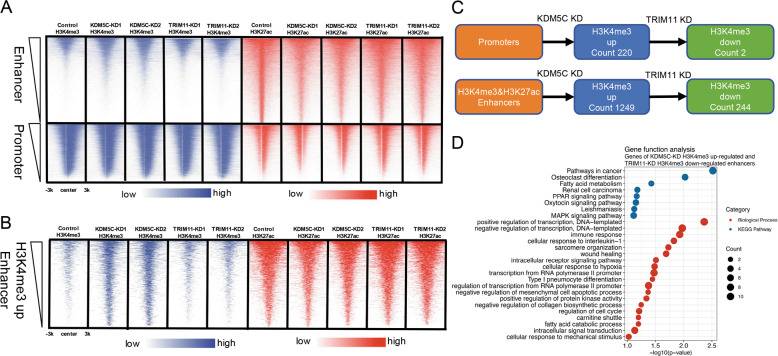 A
Control KDM5C-KD1 KDM5C-KD2 TRIM11-KD1 TRIM11-KD2 Control KDM5C-KD1 KDM5C-KD2 TRIM11-KD1 TRIM11-KD2
H3K4me3 H3K4me3 H3K4me3 H3K4me3 H3K4me3 H3K27ac H3K27ac H3K27ac H3K27ac H3K27ac
Enhancer
Promoter
-3k center 3k
low high low high
B
Control KDM5C-KD1 KDM5C-KD2 TRIM11-KD1 TRIM11-KD2 Control KDM5C-KD1 KDM5C-KD2 TRIM11-KD1 TRIM11-KD2
H3K4me3 H3K4me3 H3K4me3 H3K4me3 H3K4me3 H3K27ac H3K27ac H3K27ac H3K27ac H3K27ac
H3K4me3 up
Enhancer
-3k center 3k
low high low high
C
KDM5C KD TRIM11 KD
Promoters
H3K4me3
up
Count 220
H3K4me3
down
Count 2
KDM5C KD TRIM11 KD
H3K4me3&H3K27ac
Enhancers
H3K4me3
up
Count 1249
H3K4me3
down
Count 244
D
Gene function analysis
Genes of KDM5C-KD H3K4me3 up-regulated and
TRIM11-KD H3K4me3 down-regulated enhancers
Pathways in cancer
Osteoclast differentiation
Fatty acid metabolism
Renal cell carcinoma
PPAR signaling pathway
Oxytocin signaling pathway
Leishmaniasis
MAPK signaling pathway
positive regulation of transcription, DNA-templated
negative regulation of transcription, DNA-templated
immune response
cellular response to interleukin-1
sarcomere organization
wound healing
intracellular receptor signaling pathway
cellular response to hypoxia
transcription from RNA polymerase II promoter
Type I pneumocyte differentiation
regulation of transcription from RNA polymerase II promoter
negative regulation of mesenchymal cell apoptotic process
positive regulation of protein kinase activity
negative regulation of collagen biosynthetic process
regulation of cell cycle
carnitine shuttle
fatty acid catabolic process
intracellular signal transduction
cellular response to mechanical stimulus
1.0 1.5 2.0 2.5
-log10(p-value)
Category
Biological Process
KEGG Pathway
Count
2
4
6
8
10